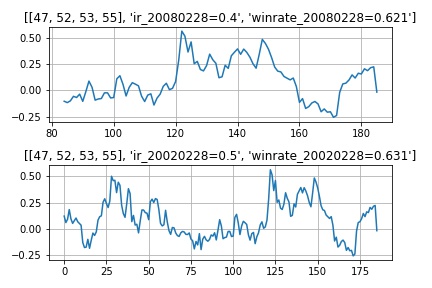 [[47, 52, 53, 55], 'ir_20080228=0.4', 'winrate_20080228=0.621']
0.50
0.25
0.00
−0.25
80 100 120 140 160 180
[[47, 52, 53, 55], 'ir_20020228=0.5', 'winrate_20020228=0.631']
0.50
0.25
0.00
−0.25
0 25 50 75 100 125 150 175